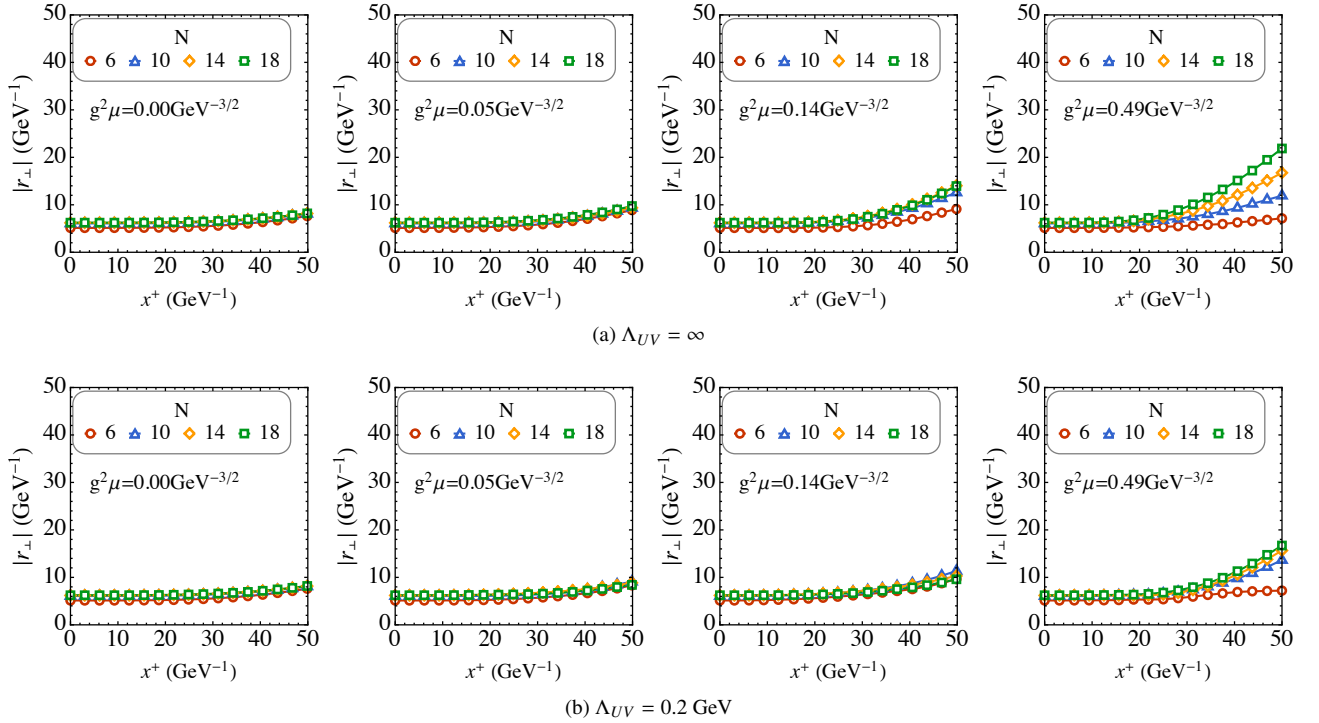 50
40
30
20
10
0
|r⊥| (GeV⁻¹)
N
6 10 14 18
g²μ=0.00GeV⁻³/²
0 10 20 30 40 50
x⁺ (GeV⁻¹)
50
40
30
20
10
0
|r⊥| (GeV⁻¹)
N
6 10 14 18
g²μ=0.05GeV⁻³/²
0 10 20 30 40 50
x⁺ (GeV⁻¹)
50
40
30
20
10
0
|r⊥| (GeV⁻¹)
N
6 10 14 18
g²μ=0.14GeV⁻³/²
0 10 20 30 40 50
x⁺ (GeV⁻¹)
50
40
30
20
10
0
|r⊥| (GeV⁻¹)
N
6 10 14 18
g²μ=0.49GeV⁻³/²
0 10 20 30 40 50
x⁺ (GeV⁻¹)
(a) Λ_UV = ∞
50
40
30
20
10
0
|r⊥| (GeV⁻¹)
N
6 10 14 18
g²μ=0.00GeV⁻³/²
0 10 20 30 40 50
x⁺ (GeV⁻¹)
50
40
30
20
10
0
|r⊥| (GeV⁻¹)
N
6 10 14 18
g²μ=0.05GeV⁻³/²
0 10 20 30 40 50
x⁺ (GeV⁻¹)
50
40
30
20
10
0
|r⊥| (GeV⁻¹)
N
6 10 14 18
g²μ=0.14GeV⁻³/²
0 10 20 30 40 50
x⁺ (GeV⁻¹)
50
40
30
20
10
0
|r⊥| (GeV⁻¹)
N
6 10 14 18
g²μ=0.49GeV⁻³/²
0 10 20 30 40 50
x⁺ (GeV⁻¹)
(b) Λ_UV = 0.2 GeV